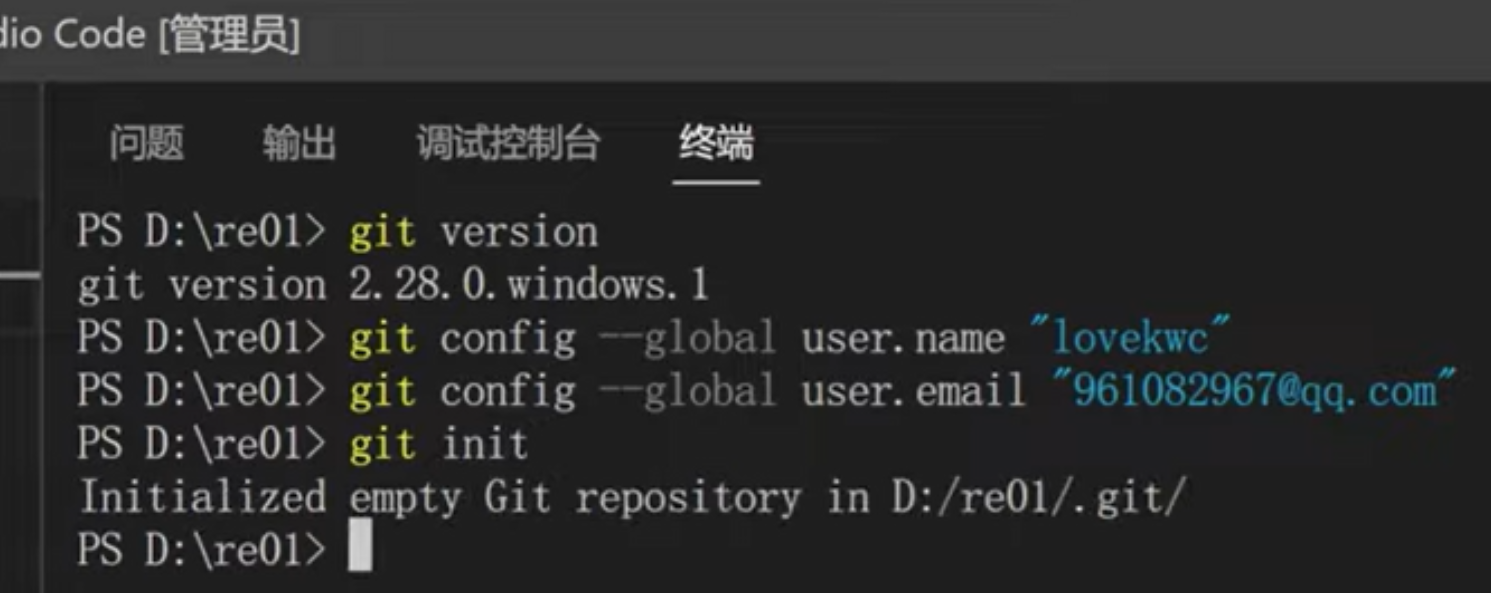 dio Code [管理员]
问题 输出 调试控制台 终端
PS D:\re01> git version
git version 2.28.0.windows.1
PS D:\re01> git config --global user.name "lovekwc"
PS D:\re01> git config --global user.email "961082967@qq.com"
PS D:\re01> git init
Initialized empty Git repository in D:/re01/.git/
PS D:\re01>